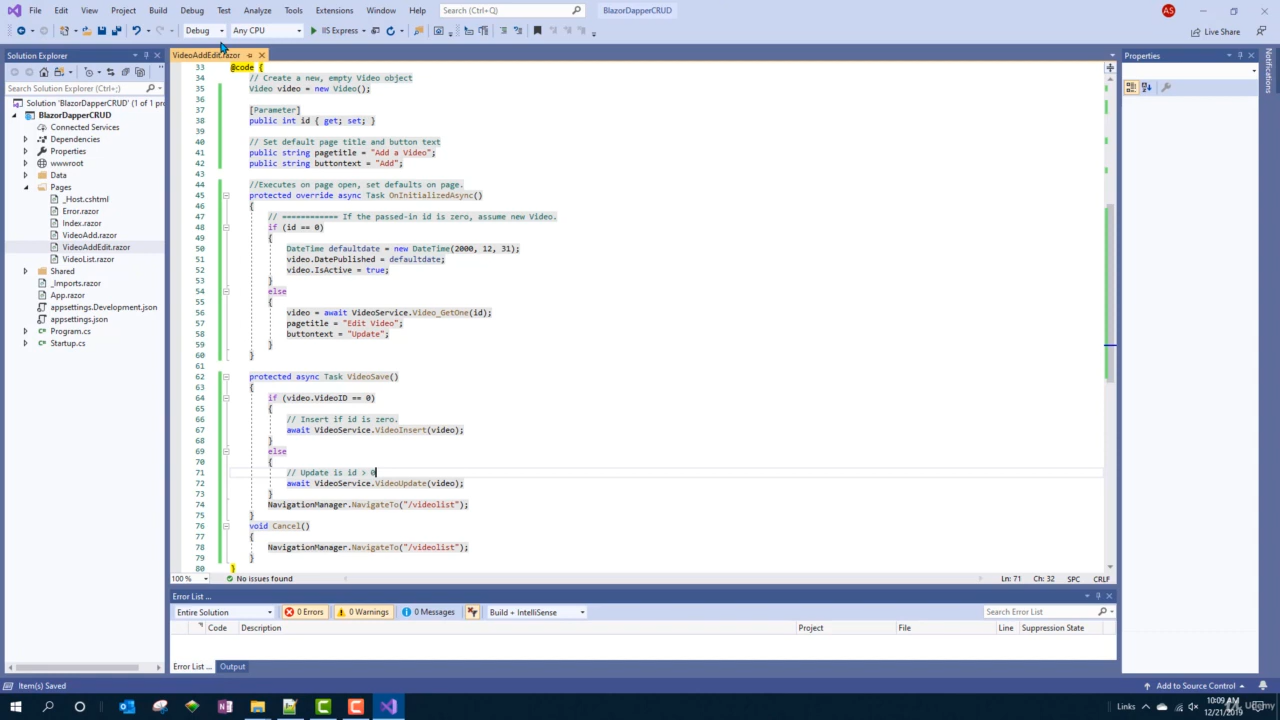 File Edit View Project Build Debug Test Analyze Tools Extensions Window Help Search (Ctrl+Q) BlazorDapperCRUD AS
Debug Any CPU IIS Express Live Share
Solution Explorer
VideoAddEdit.razor
Properties
Notifications
Search Solution Explorer (Ctrl+;)
Solution 'BlazorDapperCRUD' (1 of 1 pr
BlazorDapperCRUD
Connected Services
Dependencies
Properties
wwwroot
Data
Pages
_Host.cshtml
Error.razor
Index.razor
VideoAdd.razor
VideoAddEdit.razor
VideoList.razor
Shared
_Imports.razor
App.razor
appsettings.Development.json
appsettings.json
Program.cs
Startup.cs
33 @code {
34 // Create a new, empty Video object
35 Video video = new Video();
36
37 [Parameter]
38 public int id { get; set; }
39
40 // Set default page title and button text
41 public string pagetitle = "Add a Video";
42 public string buttontext = "Add";
43
44 //Executes on page open, set defaults on page.
45 protected override async Task OnInitializedAsync()
46 {
47 // ============ If the passed-in id is zero, assume new Video.
48 if (id == 0)
49 {
50 DateTime defaultdate = new DateTime(2000, 12, 31);
51 video.DatePublished = defaultdate;
52 video.IsActive = true;
53 }
54 else
55 {
56 video = await VideoService.Video_GetOne(id);
57 pagetitle = "Edit Video";
58 buttontext = "Update";
59 }
60 }
61
62 protected async Task VideoSave()
63 {
64 if (video.VideoID == 0)
65 {
66 // Insert if id is zero.
67 await VideoService.VideoInsert(video);
68 }
69 else
70 {
71 // Update is id > 0
72 await VideoService.VideoUpdate(video);
73 }
74 NavigationManager.NavigateTo("/videolist");
75 }
76 void Cancel()
77 {
78 NavigationManager.NavigateTo("/videolist");
79 }
80 }
100 % No issues found Ln: 71 Ch: 32 SPC CRLF
Error List ...
Entire Solution 0 Errors 0 Warnings 0 Messages Build + IntelliSense Search Error List
Code Description Project File Line Suppression State
Error List ... Output
Item(s) Saved Add to Source Control
Links 10:09 AM
12/21/2019
Udemy